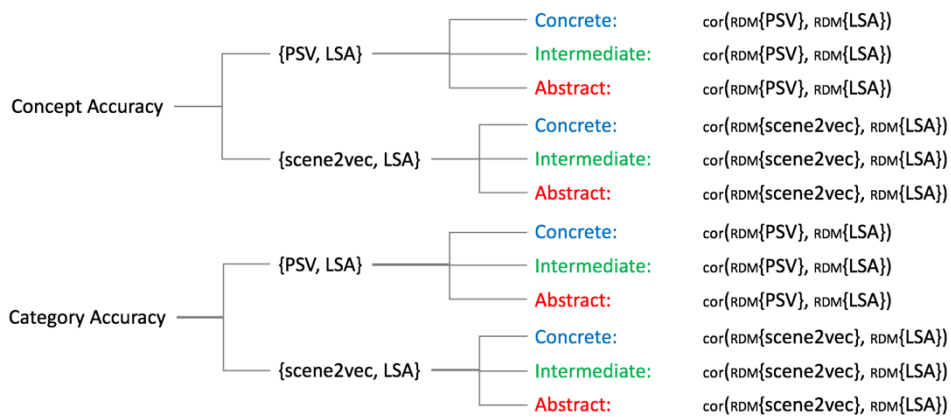 Concept Accuracy
{PSV, LSA}
Concrete: cor(RDM{PSV}, RDM{LSA})
Intermediate: cor(RDM{PSV}, RDM{LSA})
Abstract: cor(RDM{PSV}, RDM{LSA})
{scene2vec, LSA}
Concrete: cor(RDM{scene2vec}, RDM{LSA})
Intermediate: cor(RDM{scene2vec}, RDM{LSA})
Abstract: cor(RDM{scene2vec}, RDM{LSA})
Category Accuracy
{PSV, LSA}
Concrete: cor(RDM{PSV}, RDM{LSA})
Intermediate: cor(RDM{PSV}, RDM{LSA})
Abstract: cor(RDM{PSV}, RDM{LSA})
{scene2vec, LSA}
Concrete: cor(RDM{scene2vec}, RDM{LSA})
Intermediate: cor(RDM{scene2vec}, RDM{LSA})
Abstract: cor(RDM{scene2vec}, RDM{LSA})